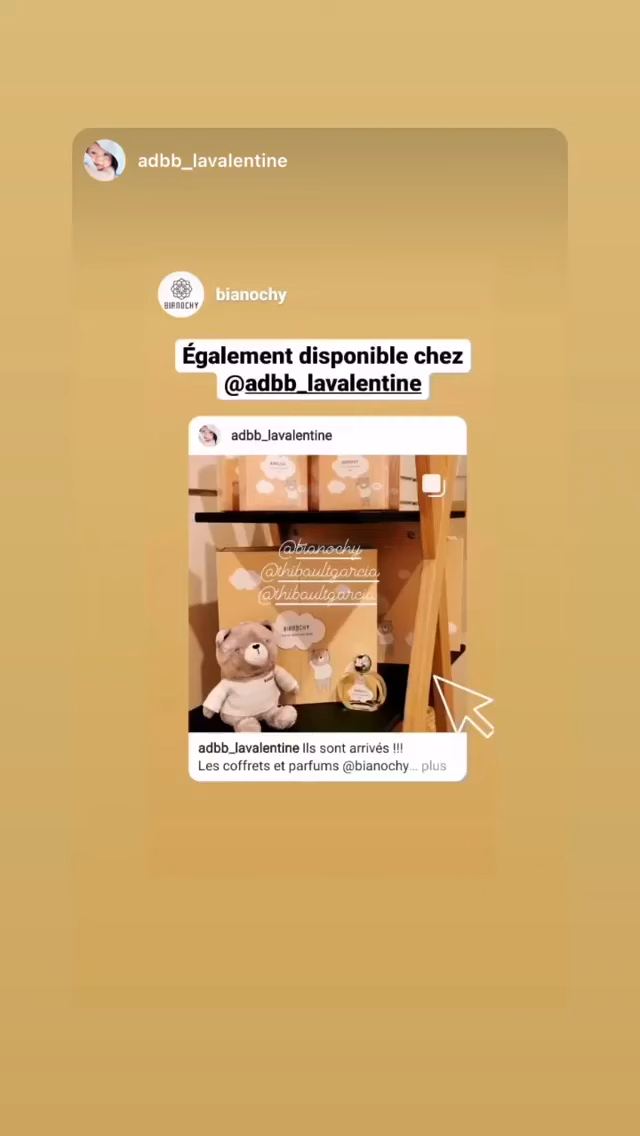 adbb_lavalentine
BIANOCHY
bianochy
Également disponible chez
@adbb_lavalentine
adbb_lavalentine
@bianochy
@thibaultgarcia
@thibaultgarcia
BIANOCHY
adbb_lavalentine Ils sont arrivés !!!
Les coffrets et parfums @bianochy... plus